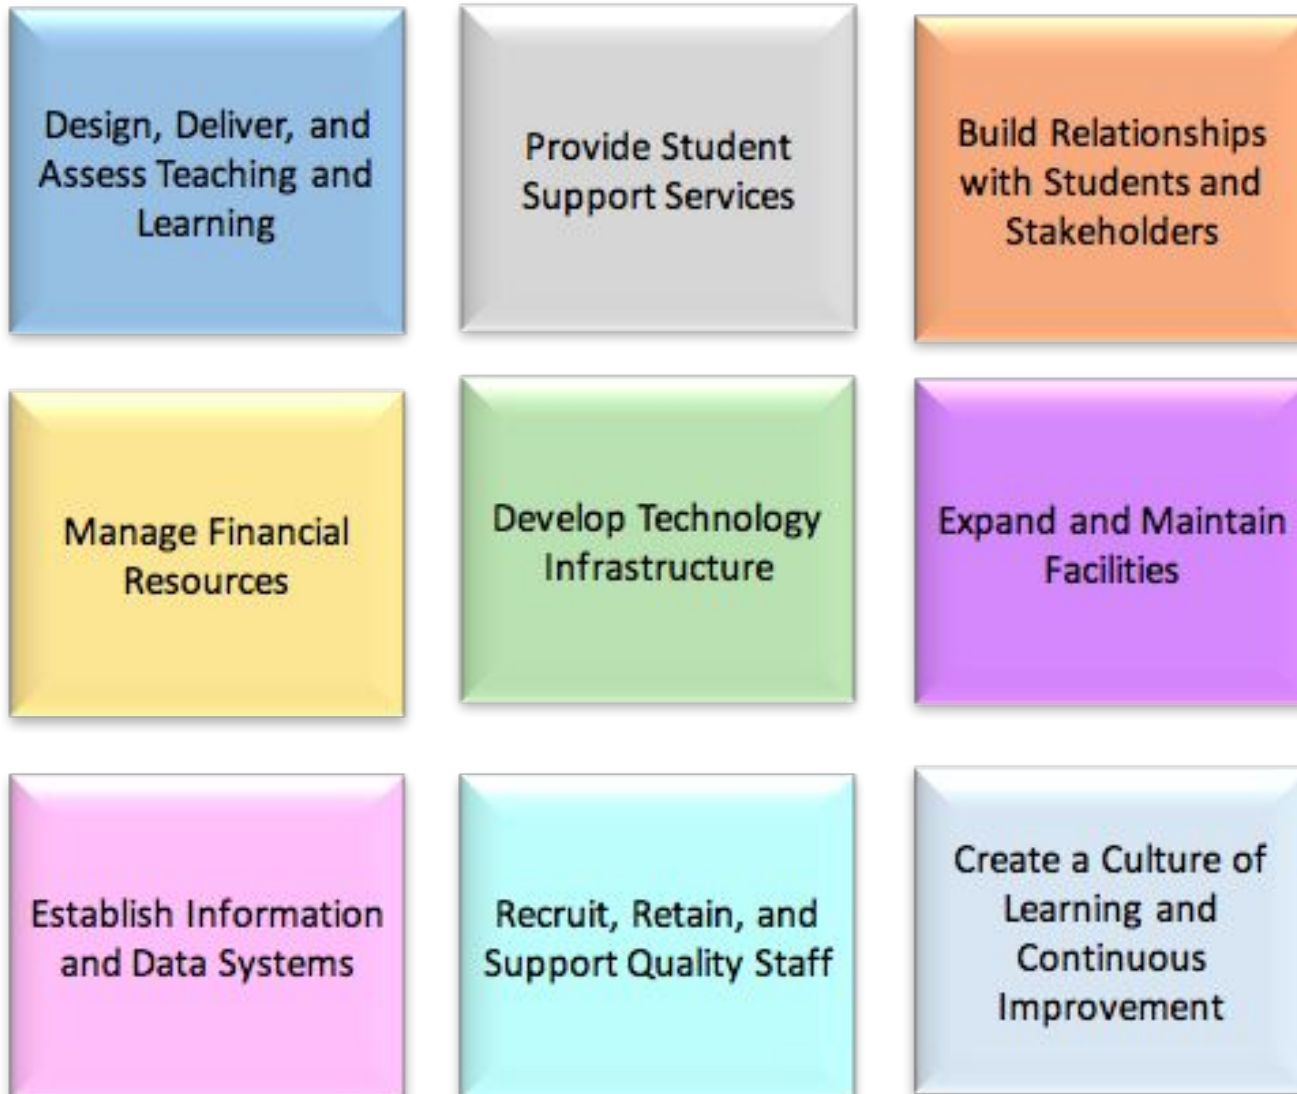 Design, Deliver, and
Assess Teaching and
Learning
Provide Student
Support Services
Build Relationships
with Students and
Stakeholders
Manage Financial
Resources
Develop Technology
Infrastructure
Expand and Maintain
Facilities
Establish Information
and Data Systems
Recruit, Retain, and
Support Quality Staff
Create a Culture of
Learning and
Continuous
Improvement